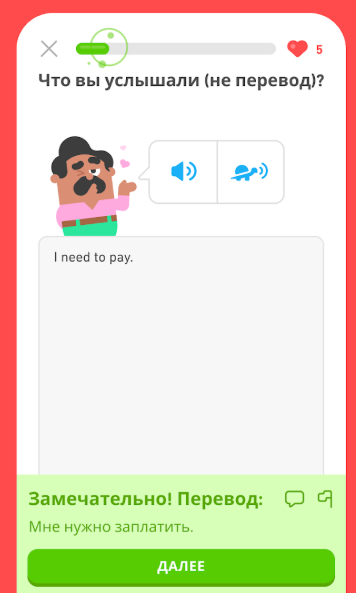 5
Что вы услышали (не перевод)?
I need to pay.
Замечательно! Перевод:
Мне нужно заплатить.
ДАЛЕЕ